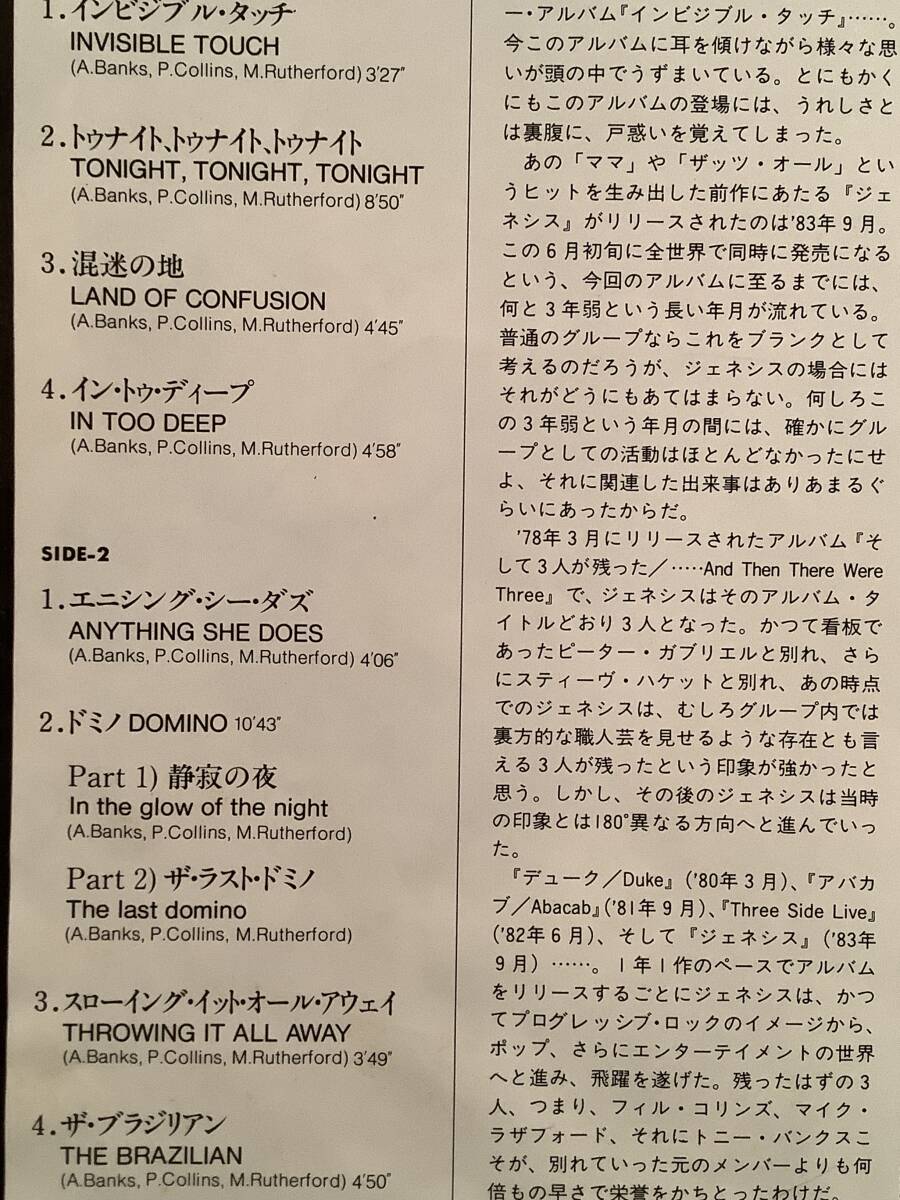 1.インビジブル・タッチ
INVISIBLE TOUCH
(A.Banks, P.Collins, M.Rutherford) 3'27"
2.トゥナイト、トゥナイト、トゥナイト
TONIGHT, TONIGHT, TONIGHT
(A.Banks, P.Collins, M.Rutherford) 8'50"
3.混迷の地
LAND OF CONFUSION
(A.Banks, P.Collins, M.Rutherford) 4'45"
4.イン・トゥ・ディープ
IN TOO DEEP
(A.Banks, P.Collins, M.Rutherford) 4'58"
SIDE-2
1.エニシング・シー・ダズ
ANYTHING SHE DOES
(A.Banks, P.Collins, M.Rutherford) 4'06"
2.ドミノ DOMINO 10'43"
Part 1) 静寂の夜
In the glow of the night
(A.Banks, P.Collins, M.Rutherford)
Part 2) ザ・ラスト・ドミノ
The last domino
(A.Banks, P.Collins, M.Rutherford)
3.スローイング・イット・オール・アウェイ
THROWING IT ALL AWAY
(A.Banks, P.Collins, M.Rutherford) 3'49"
4.ザ・ブラジリアン
THE BRAZILIAN
(A.Banks, P.Collins, M.Rutherford) 4'50"
ー・アルバム『インビジブル・タッチ』……。
今このアルバムに耳を傾けながら様々な思
いが頭の中でうずまいている。とにもかく
にもこのアルバムの登場には、うれしさと
は裏腹に、戸惑いを覚えてしまった。
あの「ママ」や「ザッツ・オール」とい
うヒットを生み出した前作にあたる『ジェ
ネシス』がリリースされたのは'83年9月。
この6月初旬に全世界で同時に発売になる
という、今回のアルバムに至るまでには、
何と3年弱という長い年月が流れている。
普通のグループならこれをブランクとして
考えるのだろうが、ジェネシスの場合には
それがどうにもあてはまらない。何しろこ
の3年弱という年月の間には、確かにグル
ープとしての活動はほとんどなかったにせ
よ、それに関連した出来事はありあまるぐ
らいにあったからだ。
'78年3月にリリースされたアルバム『そ
して3人が残った／……And Then There Were
Three』で、ジェネシスはそのアルバム・タ
イトルどおり3人となった。かつて看板で
あったピーター・ガブリエルと別れ、さら
にスティーヴ・ハケットと別れ、あの時点
でのジェネシスは、むしろグループ内では
裏方的な職人芸を見せるような存在とも言
える3人が残ったという印象が強かったと
思う。しかし、その後のジェネシスは当時
の印象とは180°異なる方向へと進んでいっ
た。
『デューク／Duke』('80年3月)、『アバカ
ブ／Abacab』('81年9月)、『Three Side Live』
('82年6月)、そして『ジェネシス』('83年
9月)……。1年1作のペースでアルバム
をリリースするごとにジェネシスは、かつ
てプログレッシブ・ロックのイメージから、
ポップ、さらにエンターテイメントの世界
へと進み、飛躍を遂げた。残ったはずの3
人、つまり、フィル・コリンズ、マイク・
ラザフォード、それにトニー・バンクスこ
そが、別れていった元のメンバーよりも何
倍もの早さで栄誉をかちとったわけだ。